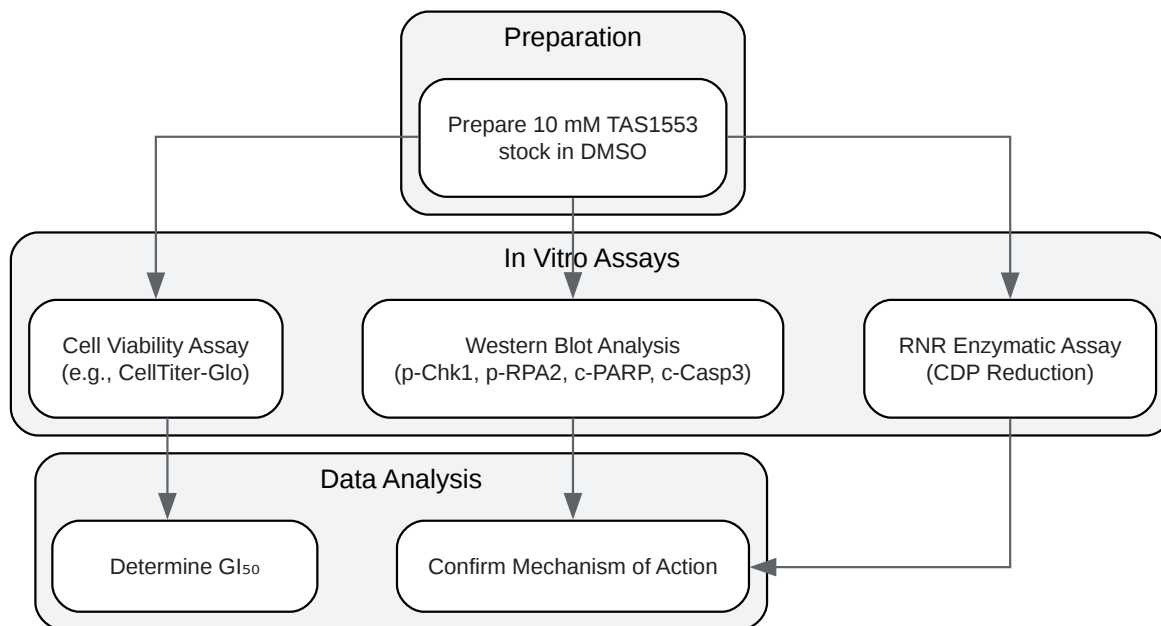 Preparation
Prepare 10 mM TAS1553
stock in DMSO
In Vitro Assays
Cell Viability Assay
(e.g., CellTiter-Glo)
Western Blot Analysis
(p-Chk1, p-RPA2, c-PARP, c-Casp3)
RNR Enzymatic Assay
(CDP Reduction)
Data Analysis
Determine GI₅₀
Confirm Mechanism of Action